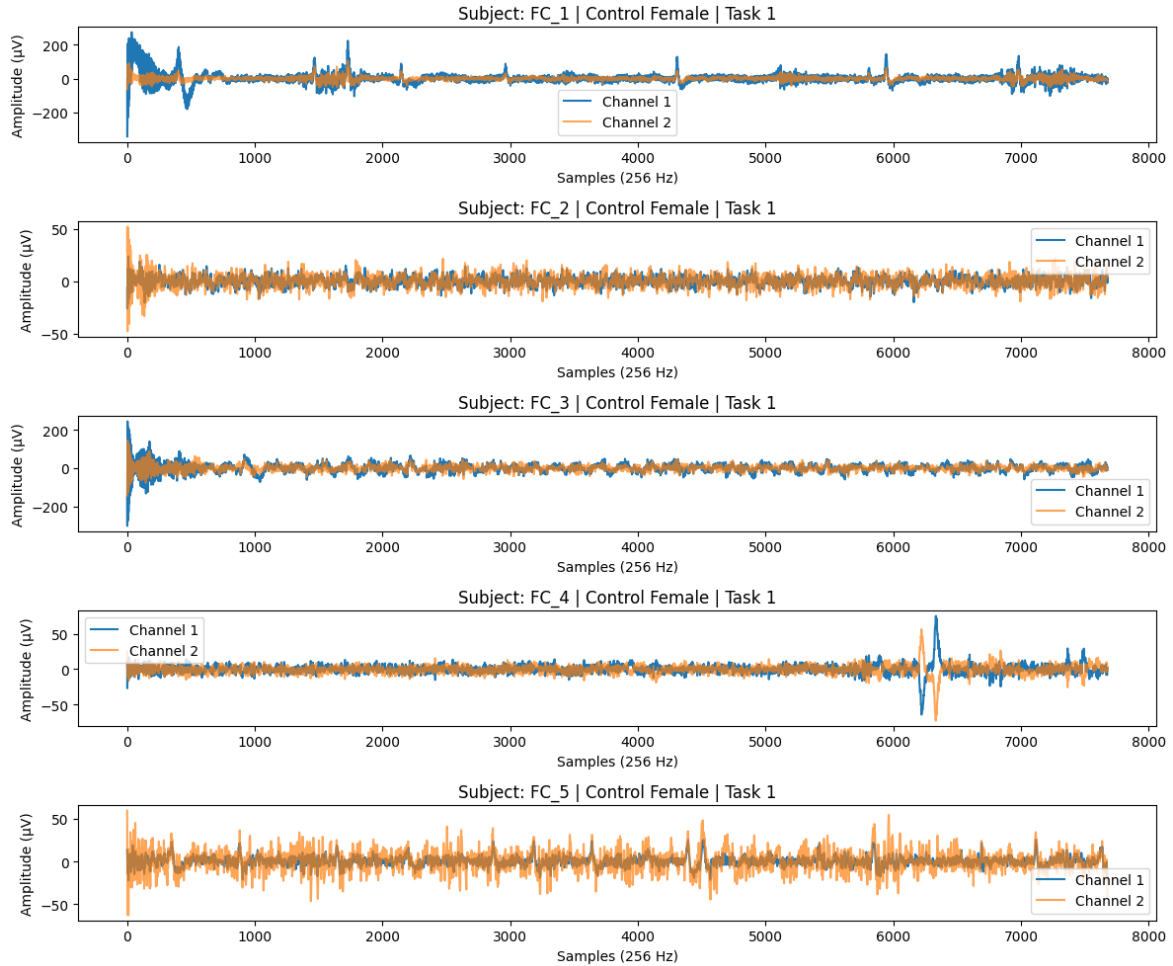 Subject: FC_1 | Control Female | Task 1
Amplitude (µV)
200
0
−200
Channel 1
Channel 2
0 1000 2000 3000 4000 5000 6000 7000 8000
Samples (256 Hz)
Subject: FC_2 | Control Female | Task 1
Amplitude (µV)
50
0
−50
Channel 1
Channel 2
0 1000 2000 3000 4000 5000 6000 7000 8000
Samples (256 Hz)
Subject: FC_3 | Control Female | Task 1
Amplitude (µV)
200
0
−200
Channel 1
Channel 2
0 1000 2000 3000 4000 5000 6000 7000 8000
Samples (256 Hz)
Subject: FC_4 | Control Female | Task 1
Amplitude (µV)
50
0
−50
Channel 1
Channel 2
0 1000 2000 3000 4000 5000 6000 7000 8000
Samples (256 Hz)
Subject: FC_5 | Control Female | Task 1
Amplitude (µV)
50
0
−50
Channel 1
Channel 2
0 1000 2000 3000 4000 5000 6000 7000 8000
Samples (256 Hz)